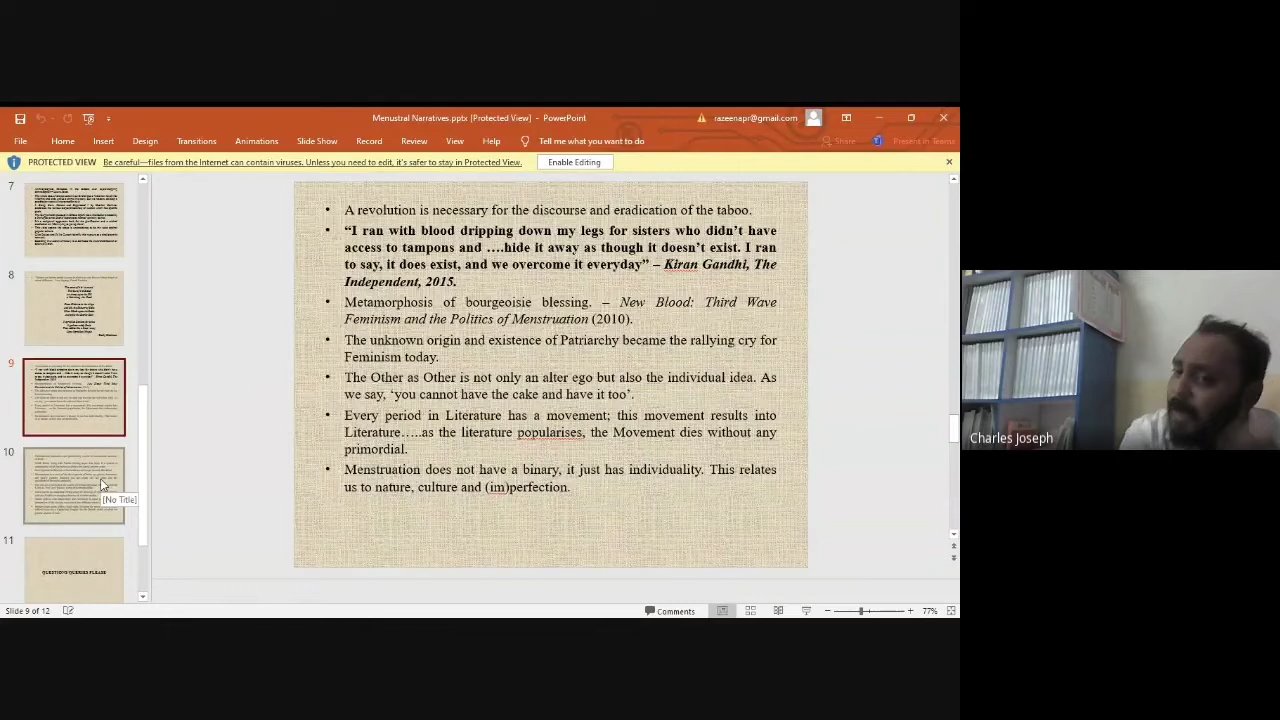 Menustral Narratives.pptx [Protected View] - PowerPoint
razeenapr@gmail.com
File Home Insert Design Transitions Animations Slide Show Review View Help Tell me what you want to do Share Present in Teams
PROTECTED VIEW Be careful—files from the Internet can contain viruses. Unless you need to edit, it's safer to stay in Protected View. Enable Editing
7
8
9
10
[No Title]
11
QUESTIONS/QUERIES PLEASE
• A revolution is necessary for the discourse and eradication of the taboo.
• “I ran with blood dripping down my legs for sisters who didn’t have
access to tampons and ….hide it away as though it doesn’t exist. I ran
to say, it does exist, and we overcome it everyday” – Kiran Gandhi, The
Independent, 2015.
• Metamorphosis of bourgeoisie blessing. – New Blood: Third Wave
Feminism and the Politics of Menstruation (2010).
• The unknown origin and existence of Patriarchy became the rallying cry for
Feminism today.
• The Other as Other is not only an alter ego but also the individual idea. As
we say, ‘you cannot have the cake and have it too’.
• Every period in Literature has a movement; this movement results into
Literature…..as the literature popularises, the Movement dies without any
primordial.
• Menstruation does not have a binary, it just has individuality. This relates
us to nature, culture and (im)perfection.
Charles Joseph
Slide 9 of 12
Comments
77%